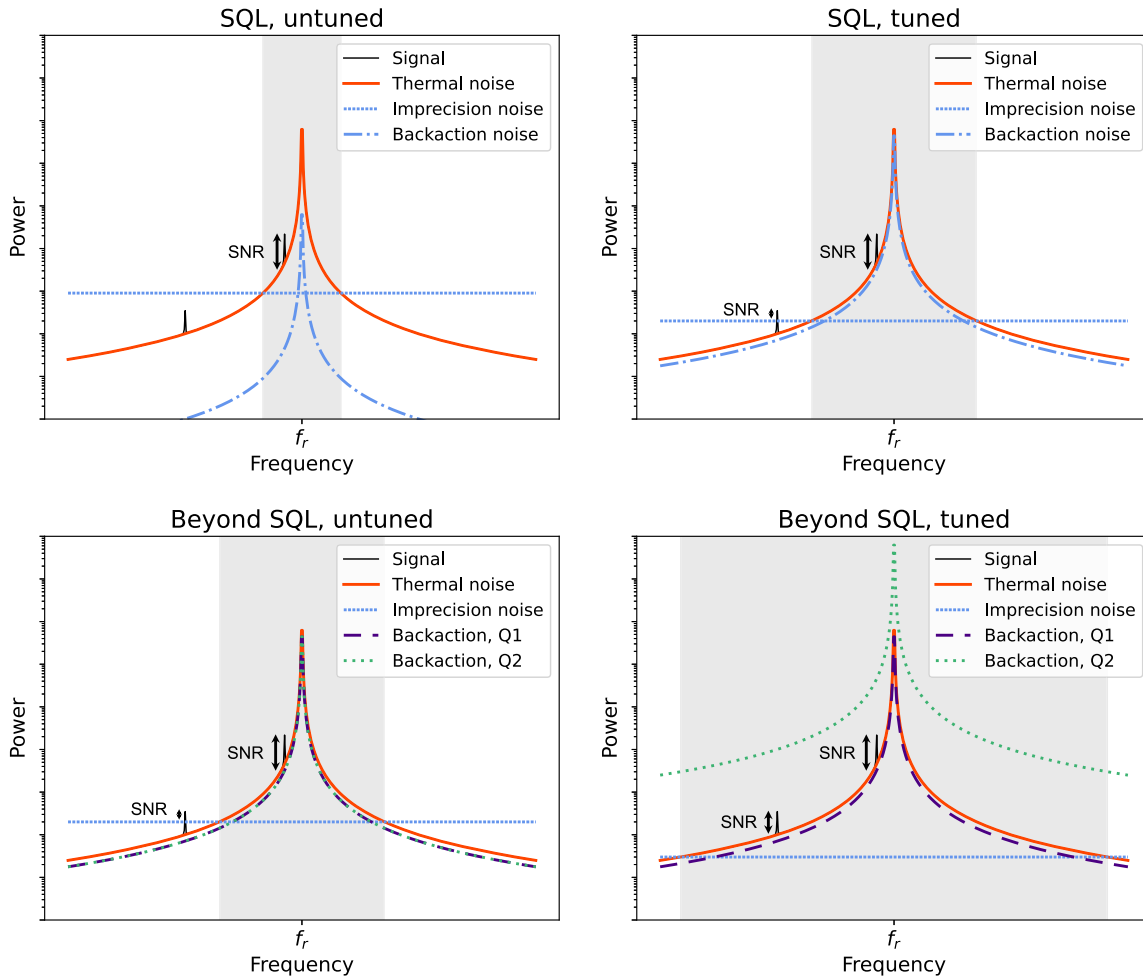 SQL, untuned
Power
Signal
Thermal noise
Imprecision noise
Backaction noise
SNR
f_r
Frequency
SQL, tuned
Power
Signal
Thermal noise
Imprecision noise
Backaction noise
SNR
SNR
f_r
Frequency
Beyond SQL, untuned
Power
Signal
Thermal noise
Imprecision noise
Backaction, Q1
Backaction, Q2
SNR
SNR
f_r
Frequency
Beyond SQL, tuned
Power
Signal
Thermal noise
Imprecision noise
Backaction, Q1
Backaction, Q2
SNR
SNR
f_r
Frequency